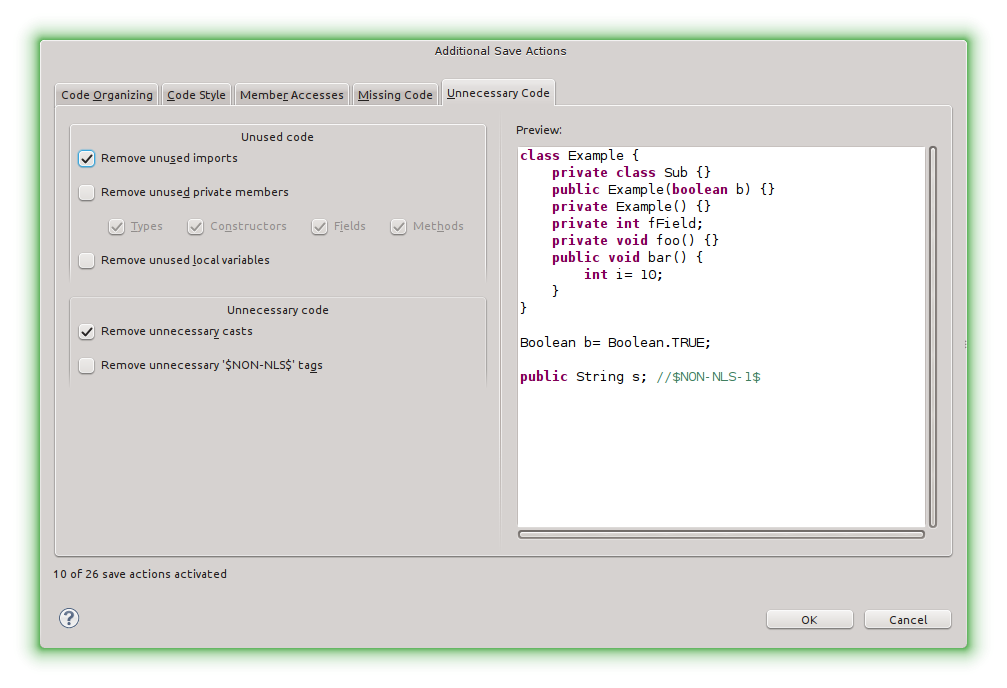 Additional Save Actions
Code Organizing Code Style Member Accesses Missing Code Unnecessary Code
Unused code
Remove unused imports
Remove unused private members
Types Constructors Fields Methods
Remove unused local variables
Unnecessary code
Remove unnecessary casts
Remove unnecessary '$NON-NLS$' tags
Preview:
class Example {
    private class Sub {}
    public Example(boolean b) {}
    private Example() {}
    private int fField;
    private void foo() {}
    public void bar() {
        int i= 10;
    }
}
Boolean b= Boolean.TRUE;
public String s; //$NON-NLS-1$
10 of 26 save actions activated
?
OK Cancel